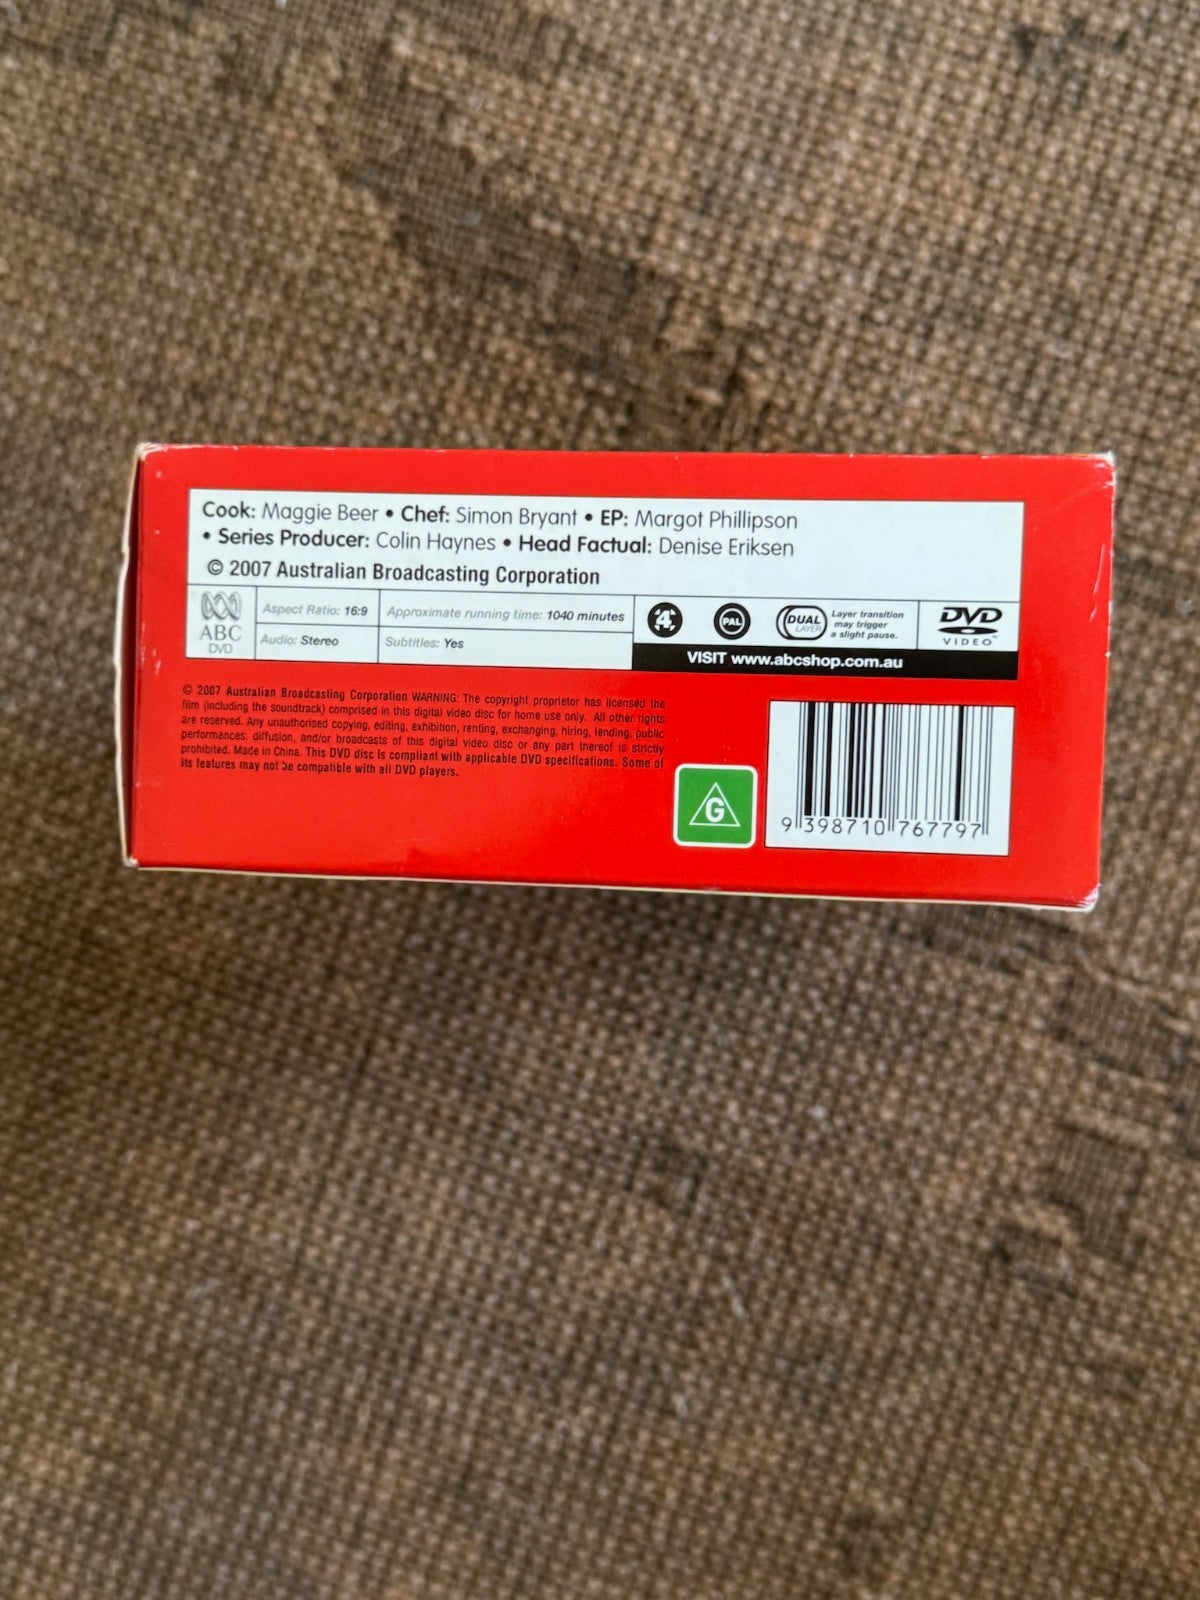 Cook: Maggie Beer • Chef: Simon Bryant • EP: Margot Phillipson
• Series Producer: Colin Haynes • Head Factual: Denise Eriksen
© 2007 Australian Broadcasting Corporation
ABC
DVD
Aspect Ratio: 16:9
Approximate running time: 1040 minutes
Audio: Stereo
Subtitles: Yes
4
PAL
DUAL
LAYER
Layer transition
may trigger
a slight pause.
DVD
VIDEO
VISIT www.abcshop.com.au
© 2007 Australian Broadcasting Corporation WARNING: The copyright proprietor has licensed the
film (including the soundtrack) comprised in this digital video disc for home use only. All other rights
are reserved. Any unauthorised copying, editing, exhibition, renting, exchanging, hiring, lending, public
performances, diffusion, and/or broadcasts of this digital video disc or any part thereof is strictly
prohibited. Made in China. This DVD disc is compliant with applicable DVD specifications. Some of
its features may not be compatible with all DVD players.
G
9 398710 767797